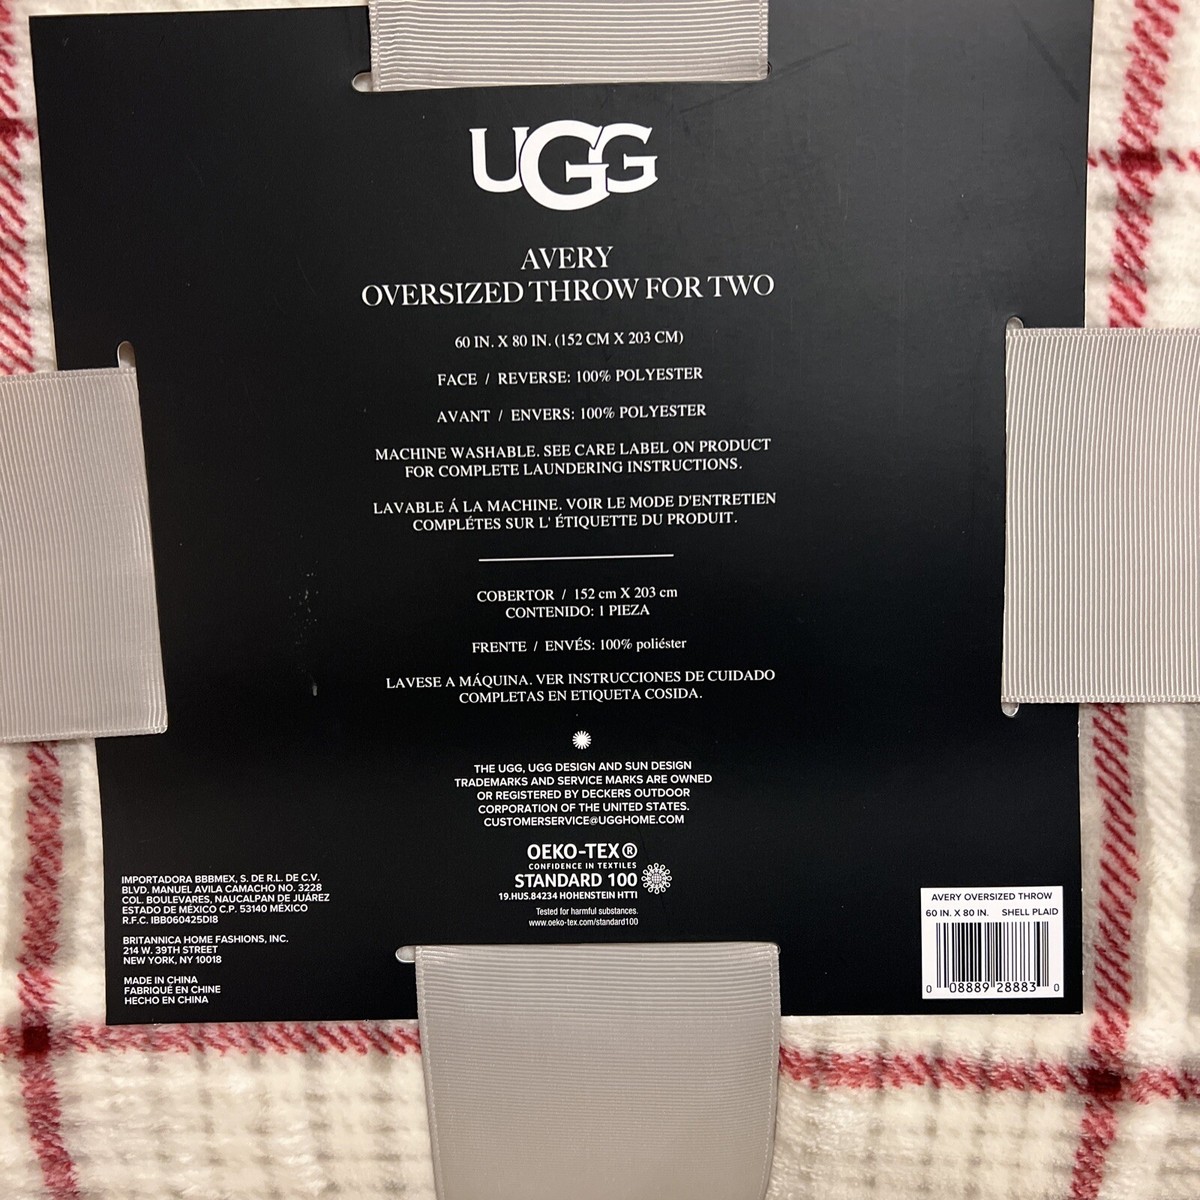 UGG
AVERY
OVERSIZED THROW FOR TWO
60 IN. X 80 IN. (152 CM X 203 CM)
FACE / REVERSE: 100% POLYESTER
AVANT / ENVERS: 100% POLYESTER
MACHINE WASHABLE. SEE CARE LABEL ON PRODUCT
FOR COMPLETE LAUNDERING INSTRUCTIONS.
LAVABLE Á LA MACHINE. VOIR LE MODE D'ENTRETIEN
COMPLÉTES SUR L' ÉTIQUETTE DU PRODUIT.
COBERTOR / 152 cm X 203 cm
CONTENIDO: 1 PIEZA
FRENTE / ENVÉS: 100% poliéster
LAVESE A MÁQUINA. VER INSTRUCCIONES DE CUIDADO
COMPLETAS EN ETIQUETA COSIDA.
THE UGG, UGG DESIGN AND SUN DESIGN
TRADEMARKS AND SERVICE MARKS ARE OWNED
OR REGISTERED BY DECKERS OUTDOOR
CORPORATION OF THE UNITED STATES.
CUSTOMERSERVICE@UGGHOME.COM
OEKO-TEX®
CONFIDENCE IN TEXTILES
STANDARD 100
19.HUS.84234 HOHENSTEIN HTTI
Tested for harmful substances.
www.oeko-tex.com/standard100
IMPORTADORA BBBMEX, S. DE R.L. DE C.V.
BLVD. MANUEL AVILA CAMACHO NO. 3228
COL. BOULEVARES, NAUCALPAN DE JUÁREZ
ESTADO DE MÉXICO C.P. 53140 MÉXICO
R.F.C. IBB060425DI8
BRITANNICA HOME FASHIONS, INC.
214 W. 39TH STREET
NEW YORK, NY 10018
MADE IN CHINA
FABRIQUÉ EN CHINE
HECHO EN CHINA
AVERY OVERSIZED THROW
60 IN. X 80 IN. SHELL PLAID
0 08889 28883 0